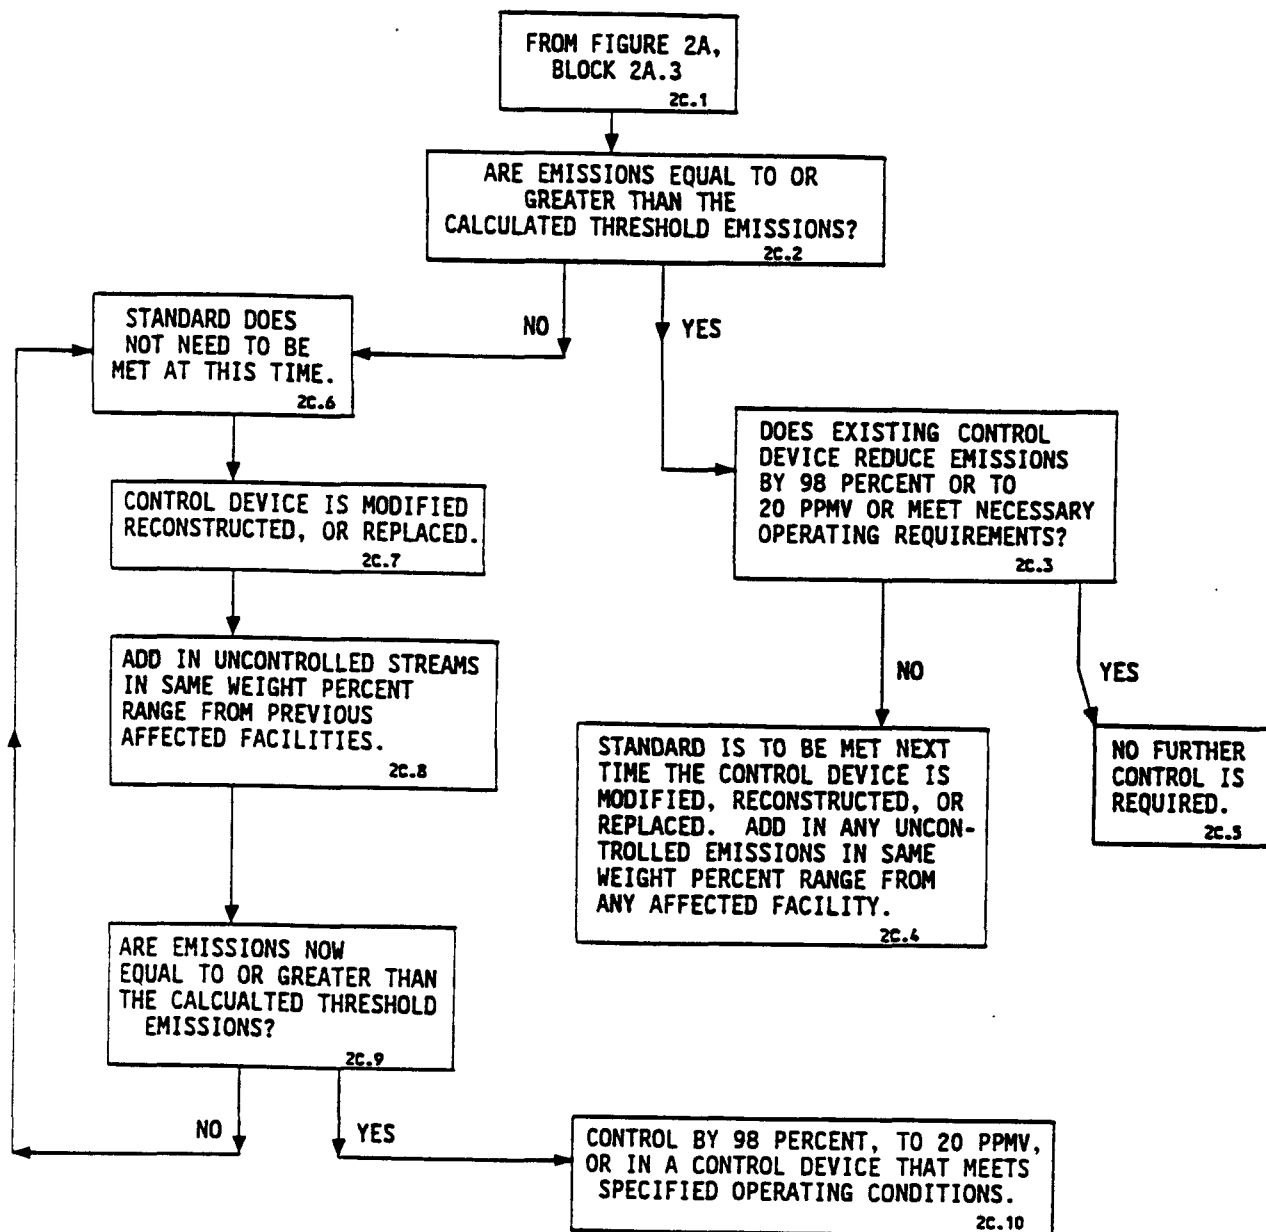 FROM FIGURE 2A,
BLOCK 2A.3
2C.1
ARE EMISSIONS EQUAL TO OR
GREATER THAN THE
CALCULATED THRESHOLD EMISSIONS?
2C.2
NO
YES
STANDARD DOES
NOT NEED TO BE
MET AT THIS TIME.
2C.6
DOES EXISTING CONTROL
DEVICE REDUCE EMISSIONS
BY 98 PERCENT OR TO
20 PPMV OR MEET NECESSARY
OPERATING REQUIREMENTS?
2C.3
CONTROL DEVICE IS MODIFIED
RECONSTRUCTED, OR REPLACED.
2C.7
ADD IN UNCONTROLLED STREAMS
IN SAME WEIGHT PERCENT
RANGE FROM PREVIOUS
AFFECTED FACILITIES.
2C.8
NO
YES
STANDARD IS TO BE MET NEXT
TIME THE CONTROL DEVICE IS
MODIFIED, RECONSTRUCTED, OR
REPLACED. ADD IN ANY UNCON-
TROLLED EMISSIONS IN SAME
WEIGHT PERCENT RANGE FROM
ANY AFFECTED FACILITY.
2C.4
NO FURTHER
CONTROL IS
REQUIRED.
2C.5
ARE EMISSIONS NOW
EQUAL TO OR GREATER THAN
THE CALCUALTED THRESHOLD
EMISSIONS?
2C.9
NO
YES
CONTROL BY 98 PERCENT, TO 20 PPMV,
OR IN A CONTROL DEVICE THAT MEETS
SPECIFIED OPERATING CONDITIONS.
2C.10